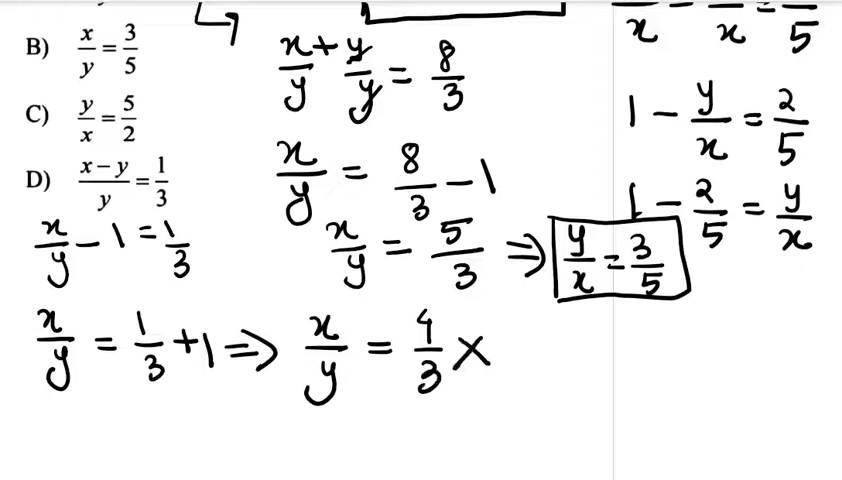 B) x/y = 3/5
C) y/x = 5/2
D) (x − y)/y = 1/3
x/y − 1 = 1/3
x/y = 1/3 + 1 ⇒ x/y = 4/3 ×
x/y + y/y = 8/3
x/y = 8/3 − 1
x/y = 5/3 ⇒ y/x = 3/5
1 − y/x = 2/5
1 − 2/5 = y/x